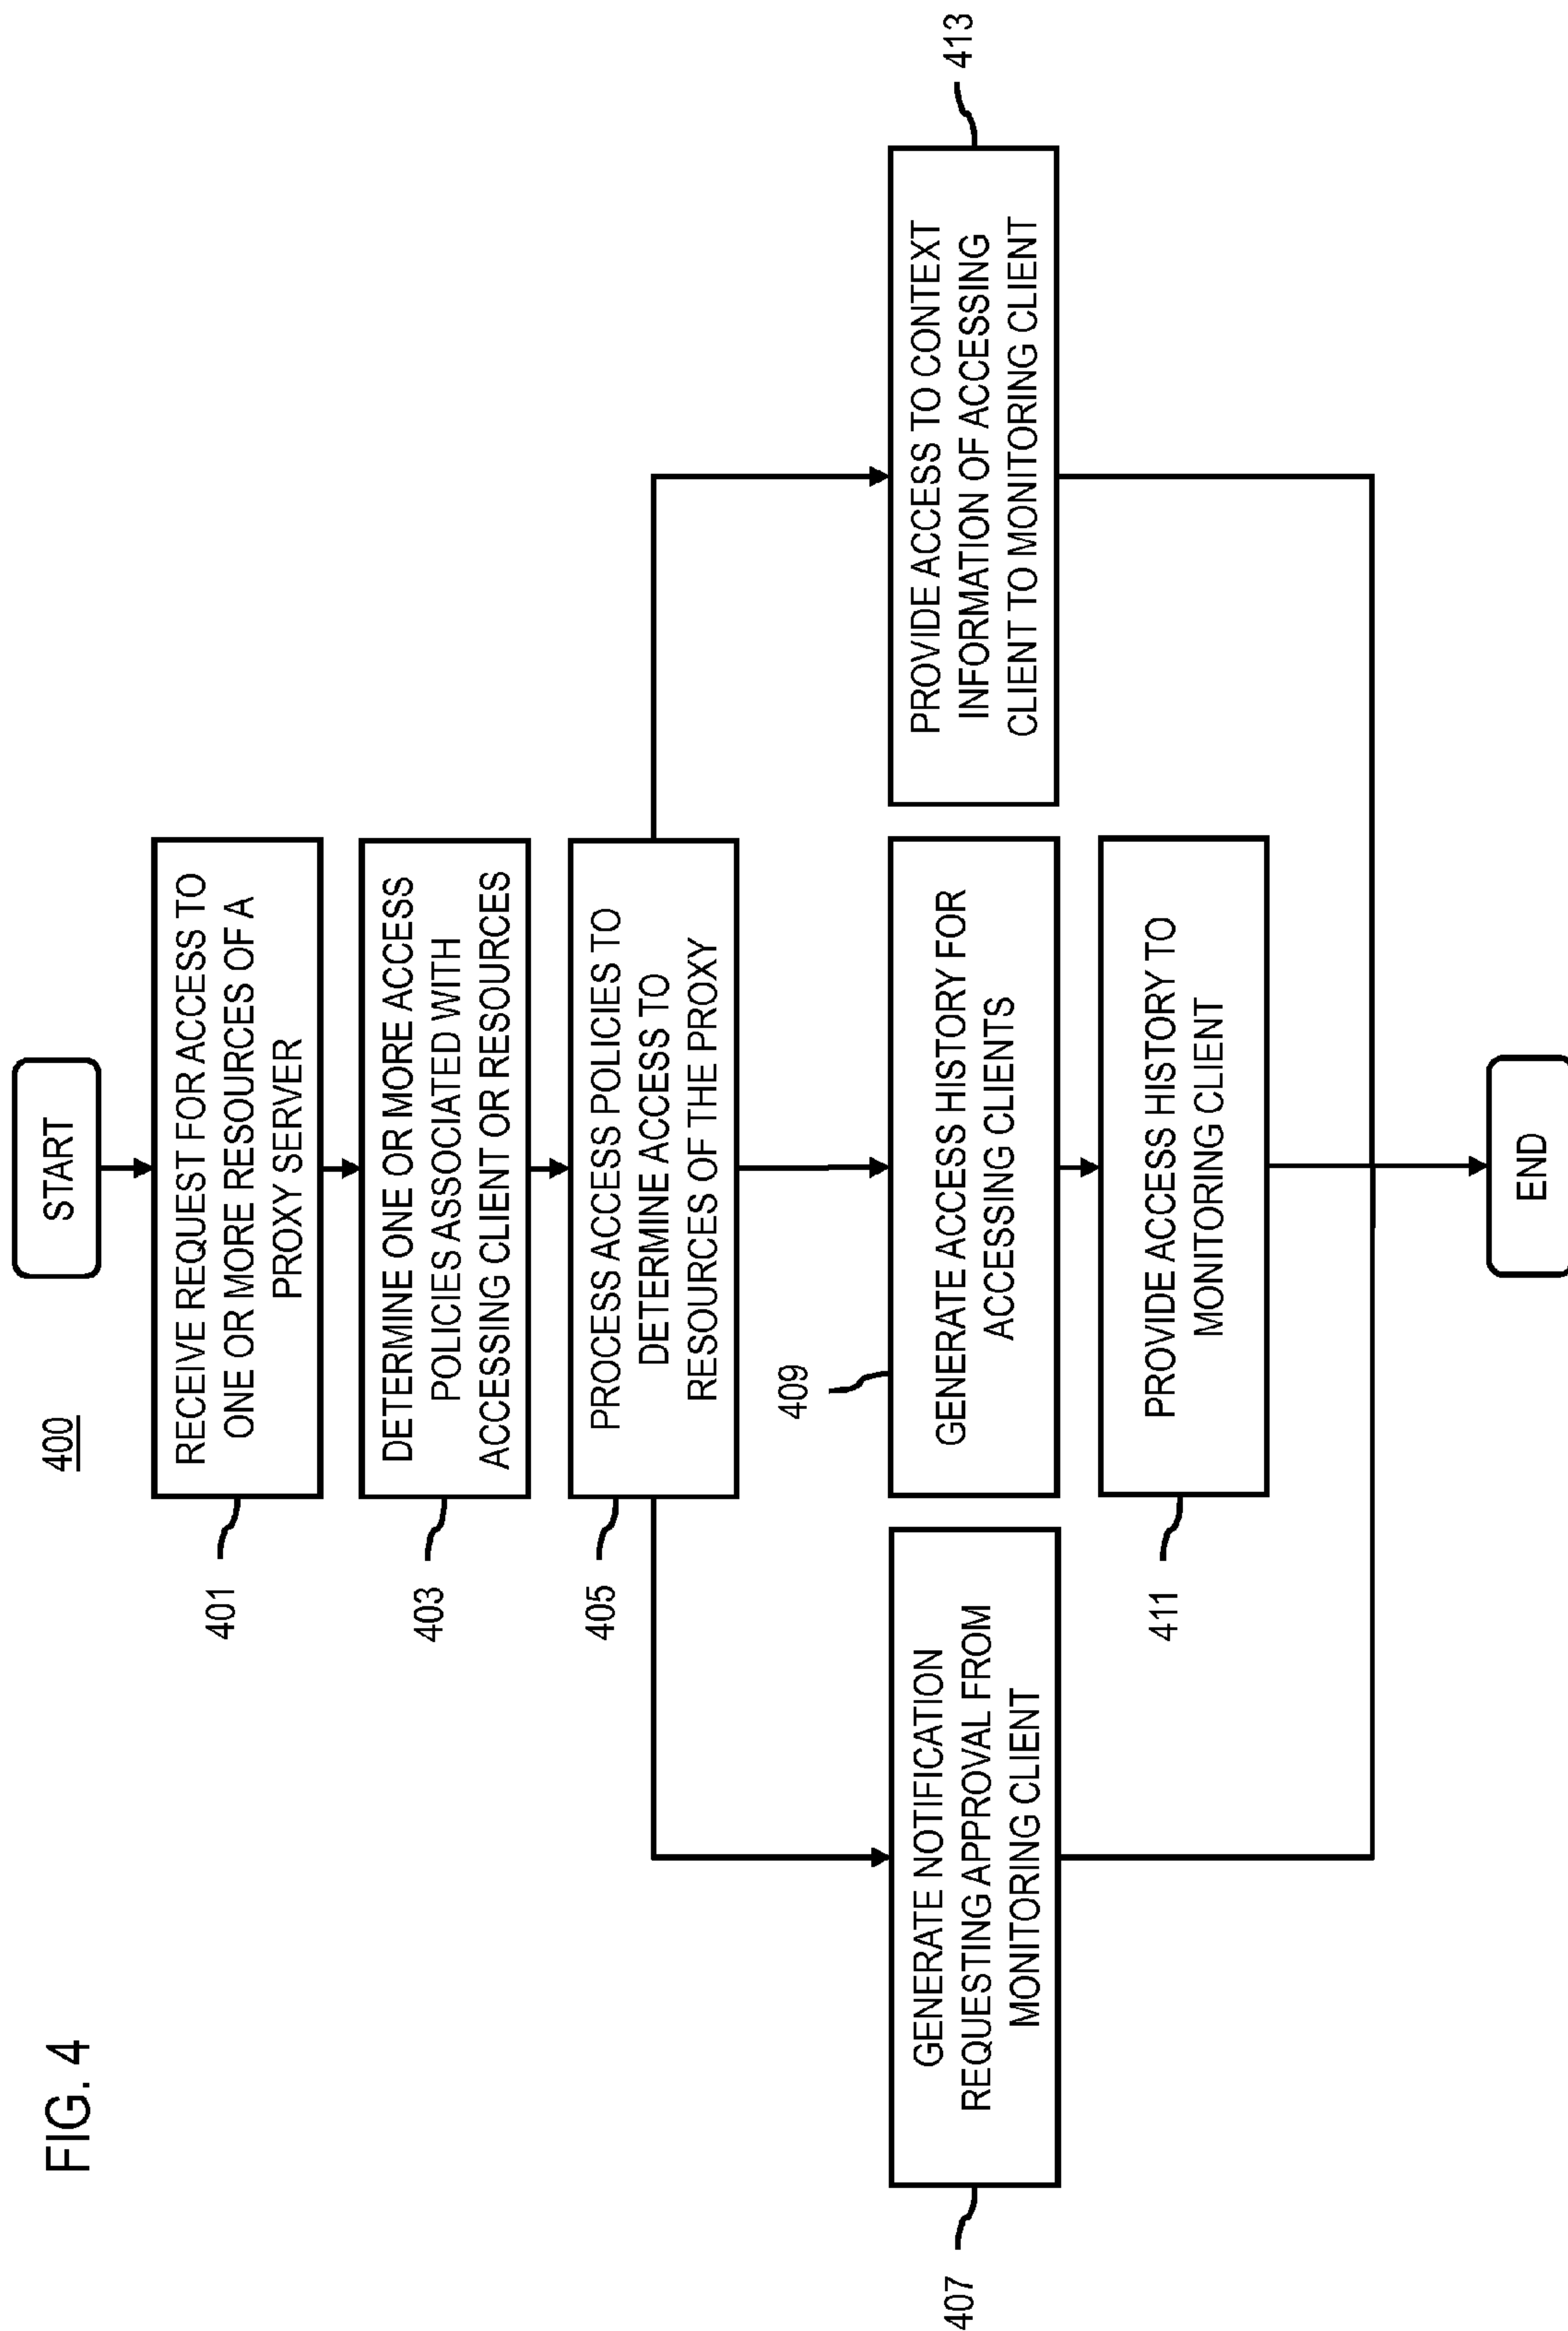 FIG. 4
400
START
401
RECEIVE REQUEST FOR ACCESS TO
ONE OR MORE RESOURCES OF A
PROXY SERVER
403
DETERMINE ONE OR MORE ACCESS
POLICIES ASSOCIATED WITH
ACCESSING CLIENT OR RESOURCES
405
PROCESS ACCESS POLICIES TO
DETERMINE ACCESS TO
RESOURCES OF THE PROXY
407
GENERATE NOTIFICATION
REQUESTING APPROVAL FROM
MONITORING CLIENT
409
GENERATE ACCESS HISTORY FOR
ACCESSING CLIENTS
411
PROVIDE ACCESS HISTORY TO
MONITORING CLIENT
413
PROVIDE ACCESS TO CONTEXT
INFORMATION OF ACCESSING
CLIENT TO MONITORING CLIENT
END